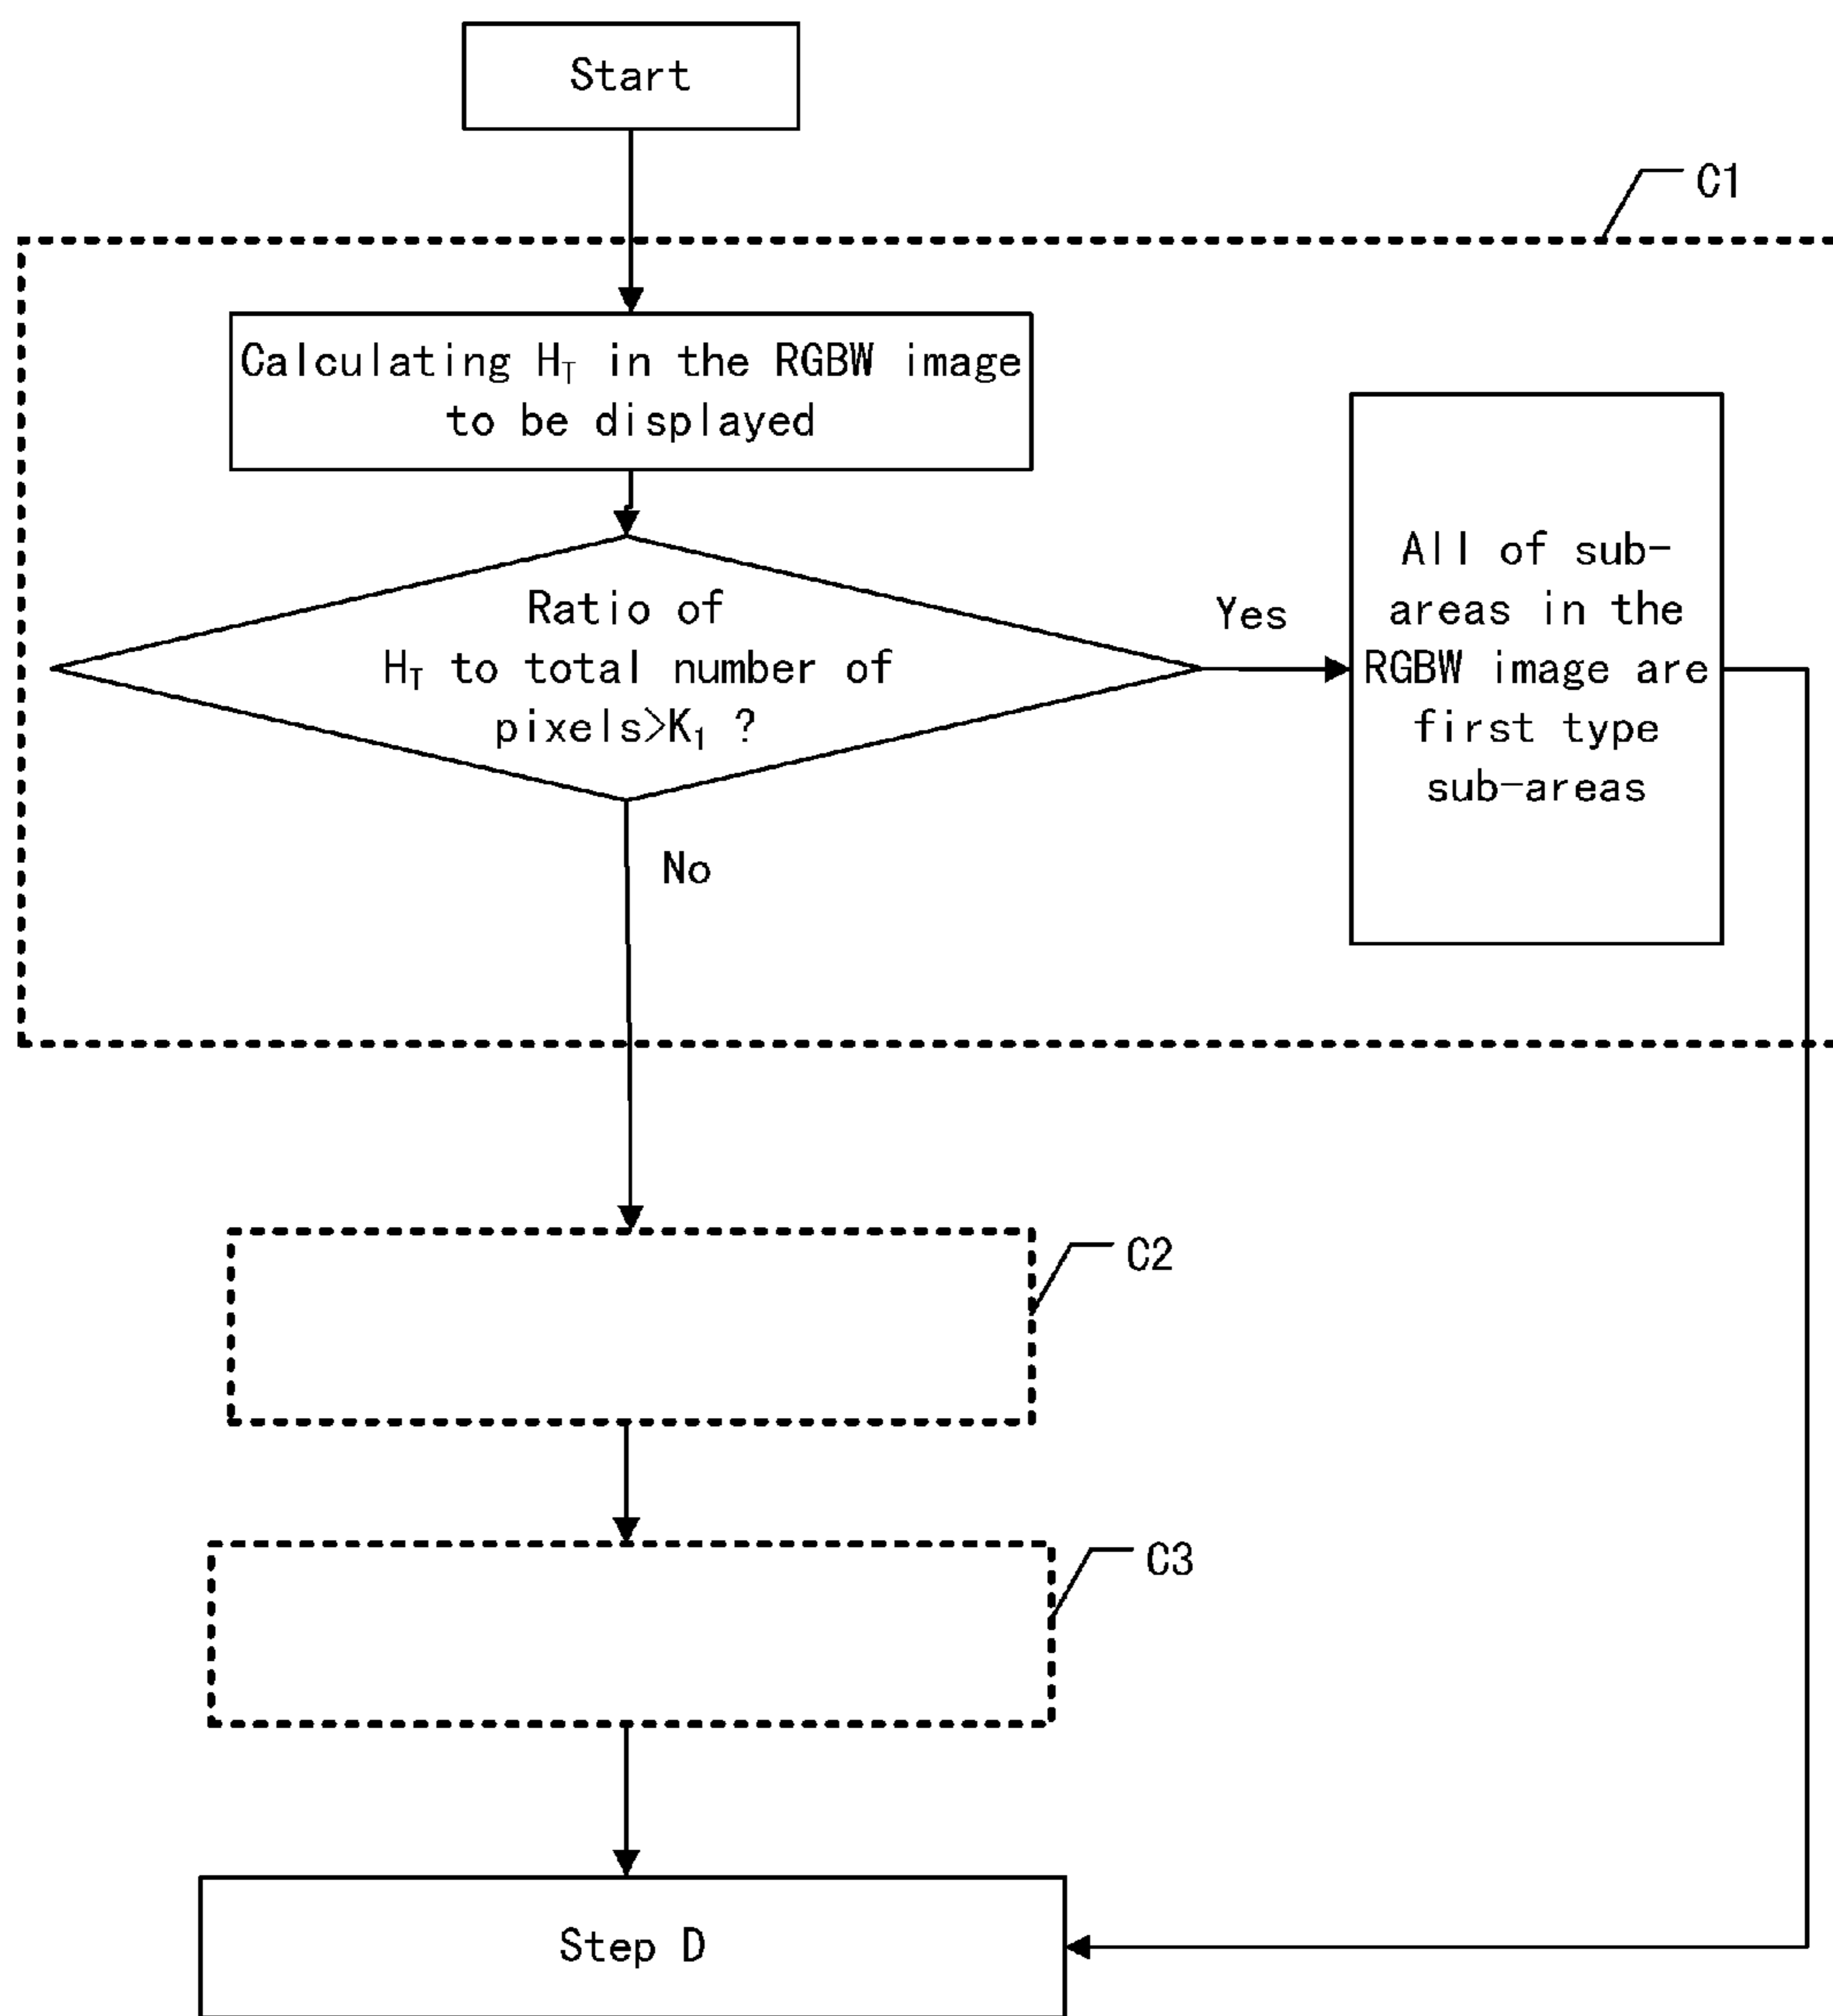 Start
C1
Calculating H_T in the RGBW image
to be displayed
Ratio of
H_T to total number of
pixels>K₁ ?
Yes
All of sub-
areas in the
RGBW image are
first type
sub-areas
No
C2
C3
Step D